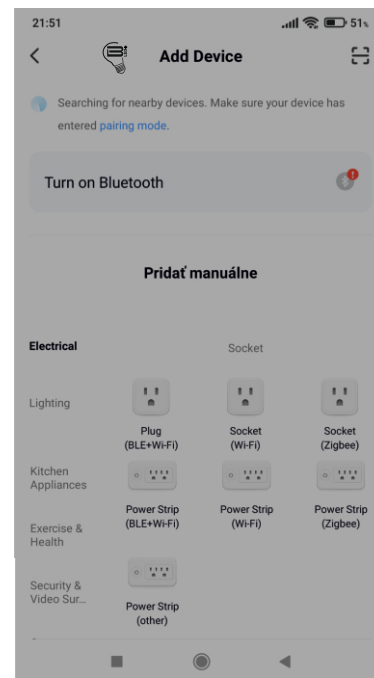 21:51
51%
Add Device
Searching for nearby devices. Make sure your device has
entered pairing mode.
Turn on Bluetooth
Pridať manuálne
Electrical
Socket
Lighting
Plug
(BLE+Wi-Fi)
Socket
(Wi-Fi)
Socket
(Zigbee)
Kitchen
Appliances
Power Strip
(BLE+Wi-Fi)
Power Strip
(Wi-Fi)
Power Strip
(Zigbee)
Exercise &
Health
Security &
Video Sur...
Power Strip
(other)